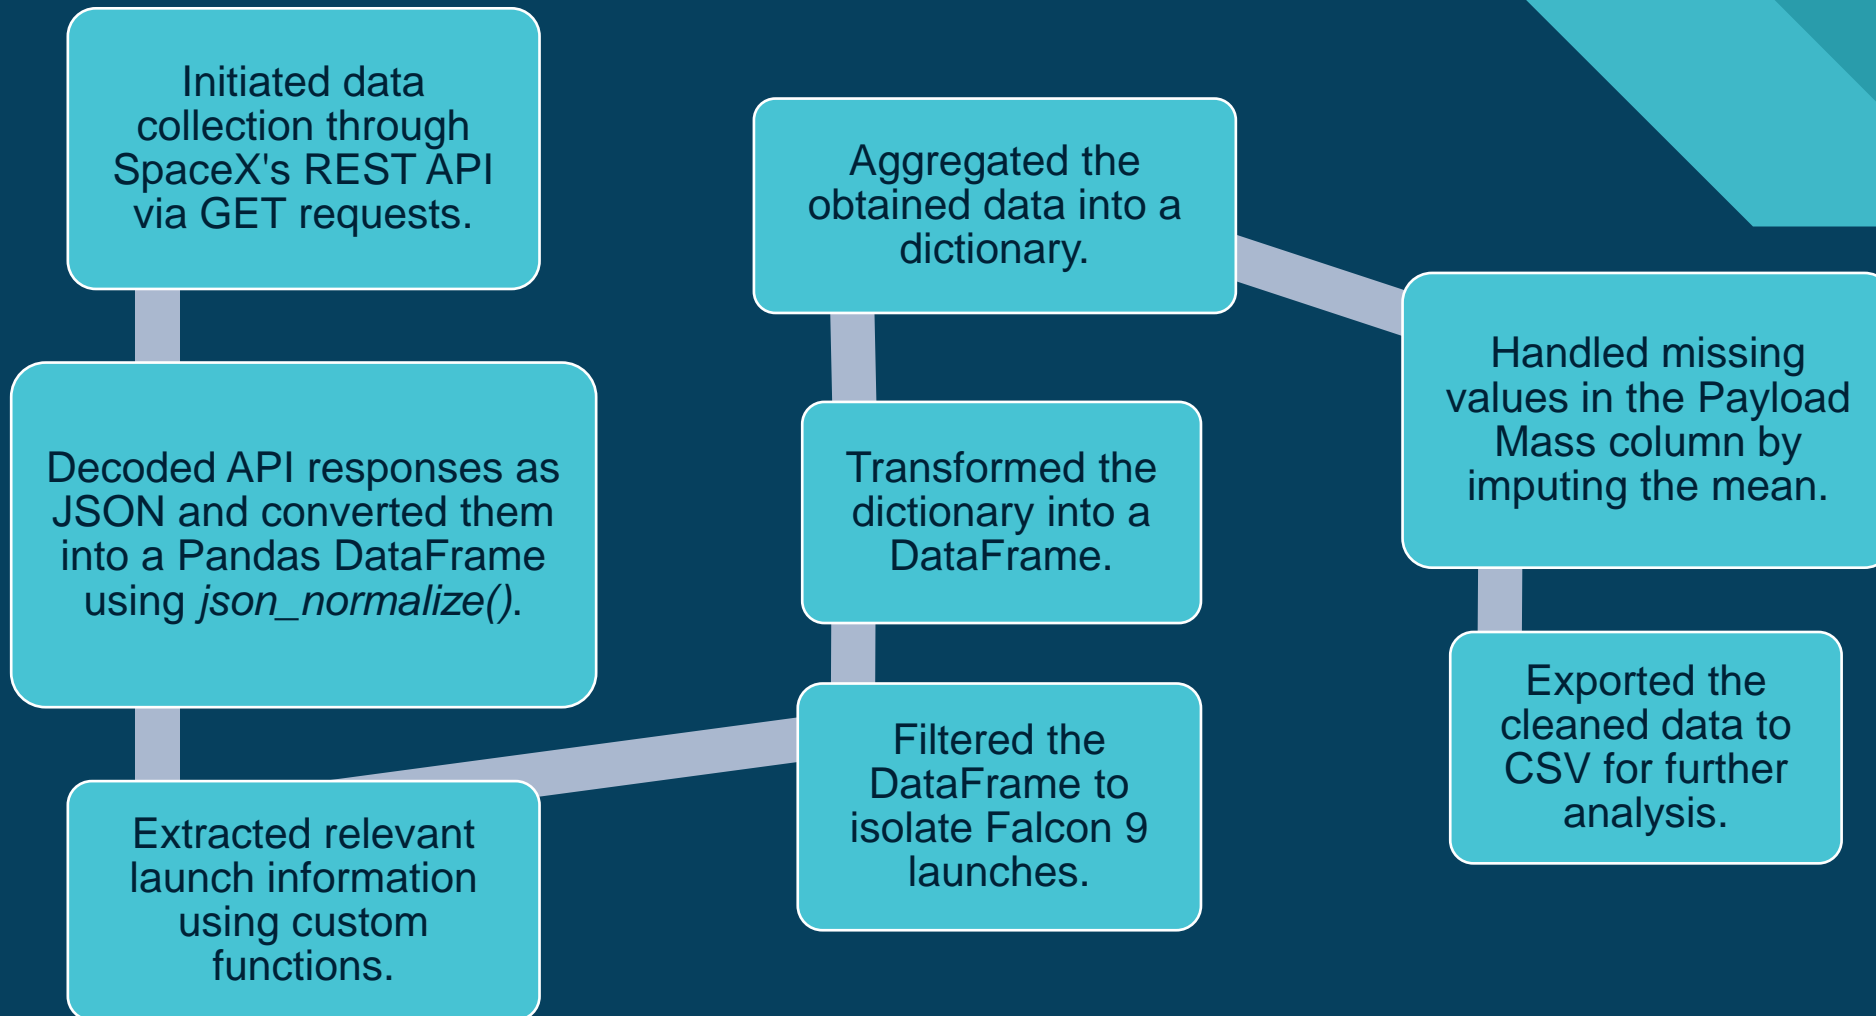 Initiated data
collection through
SpaceX's REST API
via GET requests.
Decoded API responses as
JSON and converted them
into a Pandas DataFrame
using json_normalize().
Extracted relevant
launch information
using custom
functions.
Filtered the
DataFrame to
isolate Falcon 9
launches.
Transformed the
dictionary into a
DataFrame.
Aggregated the
obtained data into a
dictionary.
Handled missing
values in the Payload
Mass column by
imputing the mean.
Exported the
cleaned data to
CSV for further
analysis.